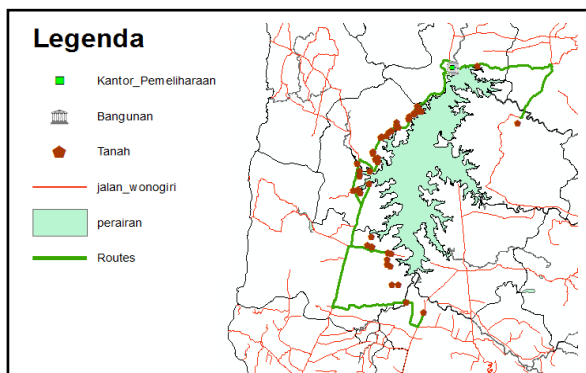 Legenda
Kantor_Pemeliharaan
Bangunan
Tanah
jalan_wonogiri
perairan
Routes